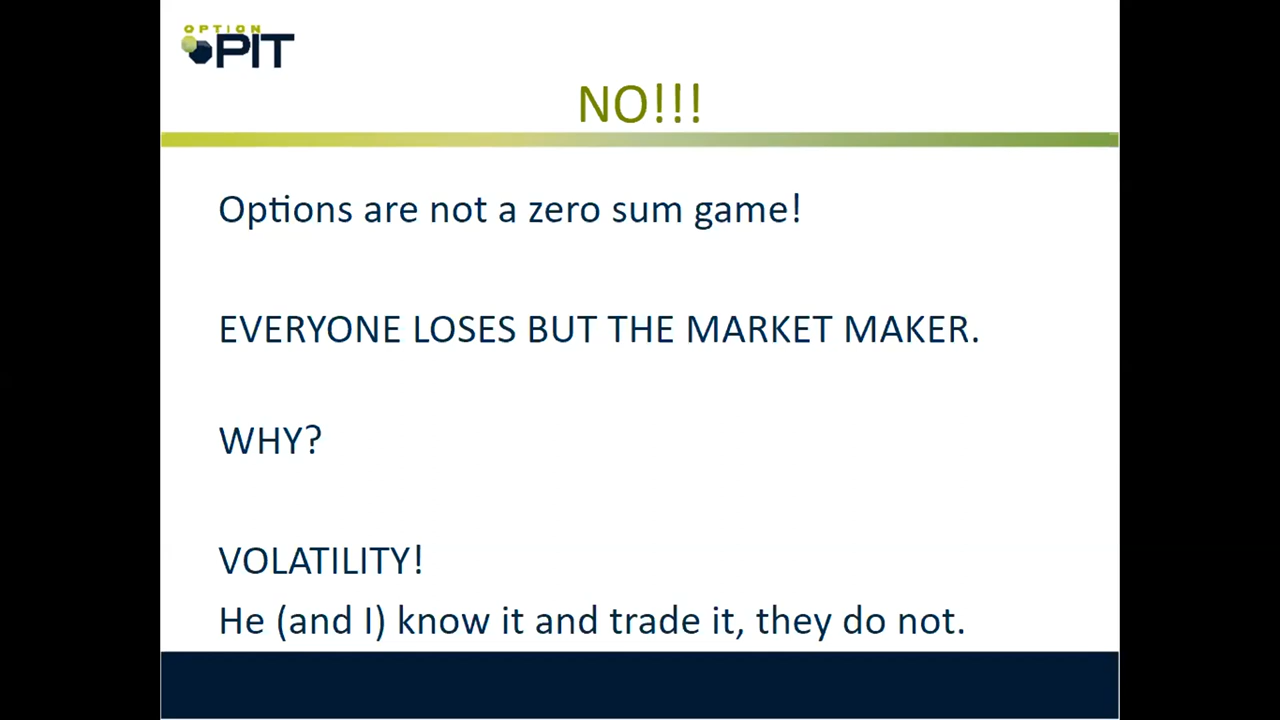 OPTION
PIT
NO!!!
Options are not a zero sum game!
EVERYONE LOSES BUT THE MARKET MAKER.
WHY?
VOLATILITY!
He (and I) know it and trade it, they do not.